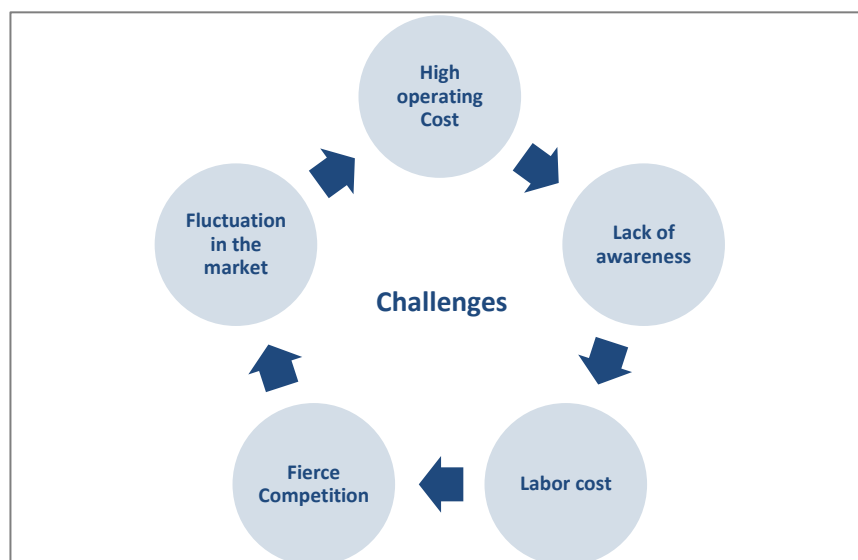 High
operating
Cost
Lack of
awareness
Labor cost
Fierce
Competition
Fluctuation
in the
market
Challenges